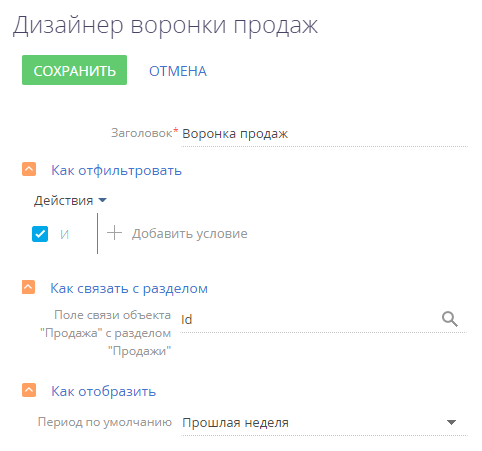 Дизайнер воронки продаж
СОХРАНИТЬ ОТМЕНА
Заголовок* Воронка продаж
Как отфильтровать
Действия
И Добавить условие
Как связать с разделом
Поле связи объекта
"Продажа" с разделом
"Продажи"
Id
Как отобразить
Период по умолчанию Прошлая неделя